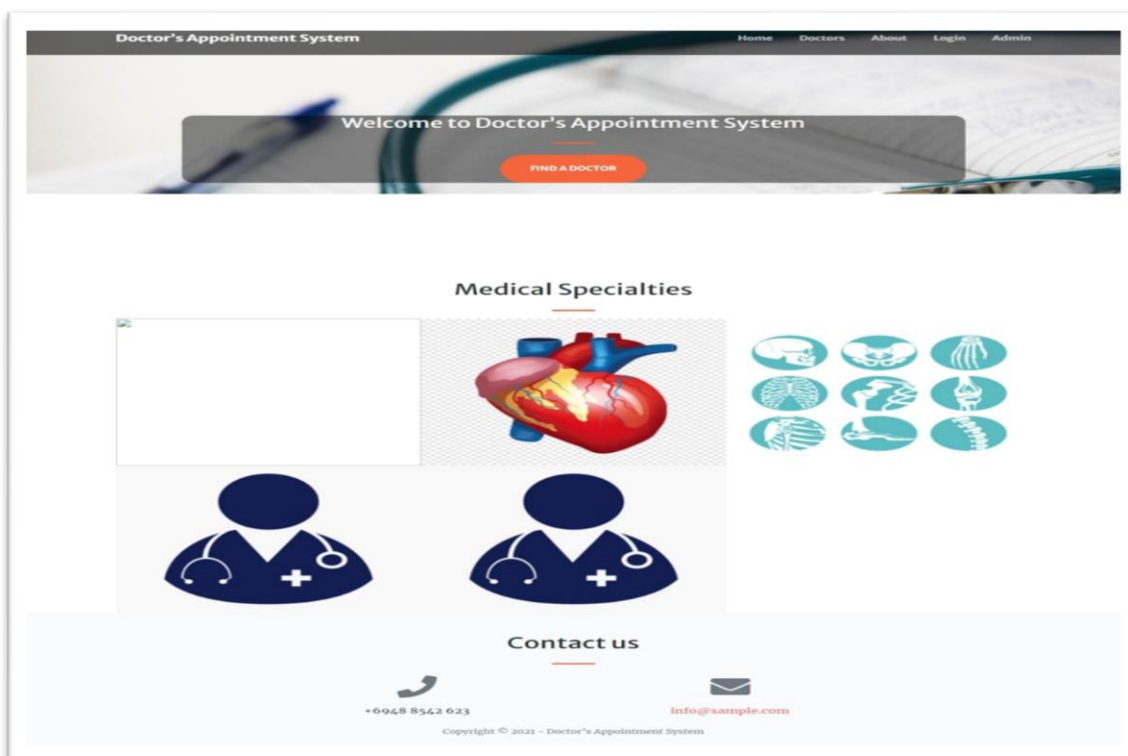 Doctor's Appointment System
Home Doctors About Login Admin
Welcome to Doctor's Appointment System
FIND A DOCTOR
Medical Specialties
Contact us
+6948 8542 623
info@sample.com
Copyright © 2021 - Doctor's Appointment System